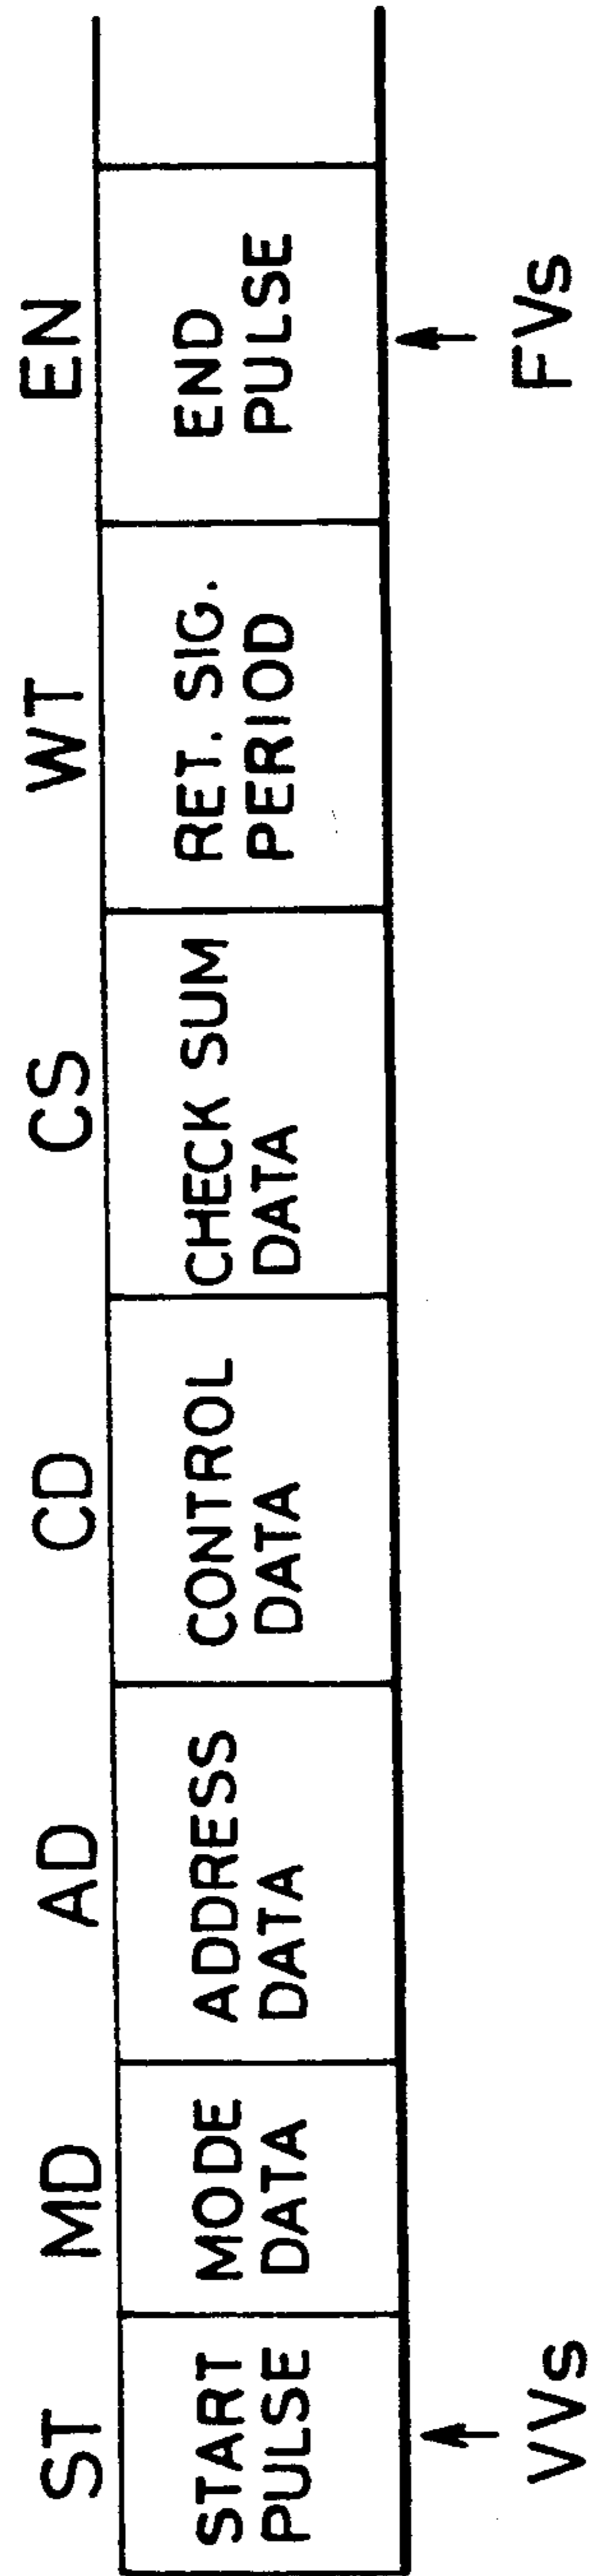 ST MD AD CD CS WT EN
START
PULSE
MODE
DATA
ADDRESS
DATA
CONTROL
DATA
CHECK SUM
DATA
RET. SIG.
PERIOD
END
PULSE
VVs FVs